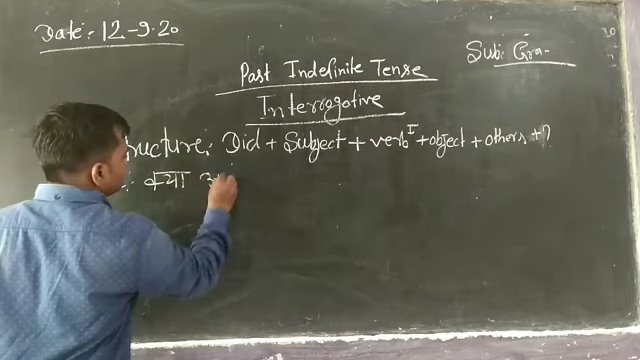 Date:- 12-9-20
Sub: Gra-
Past Indefinite Tense
Interrogative
ructure: Did + Subject + verb I + object + others + ?
: क्या